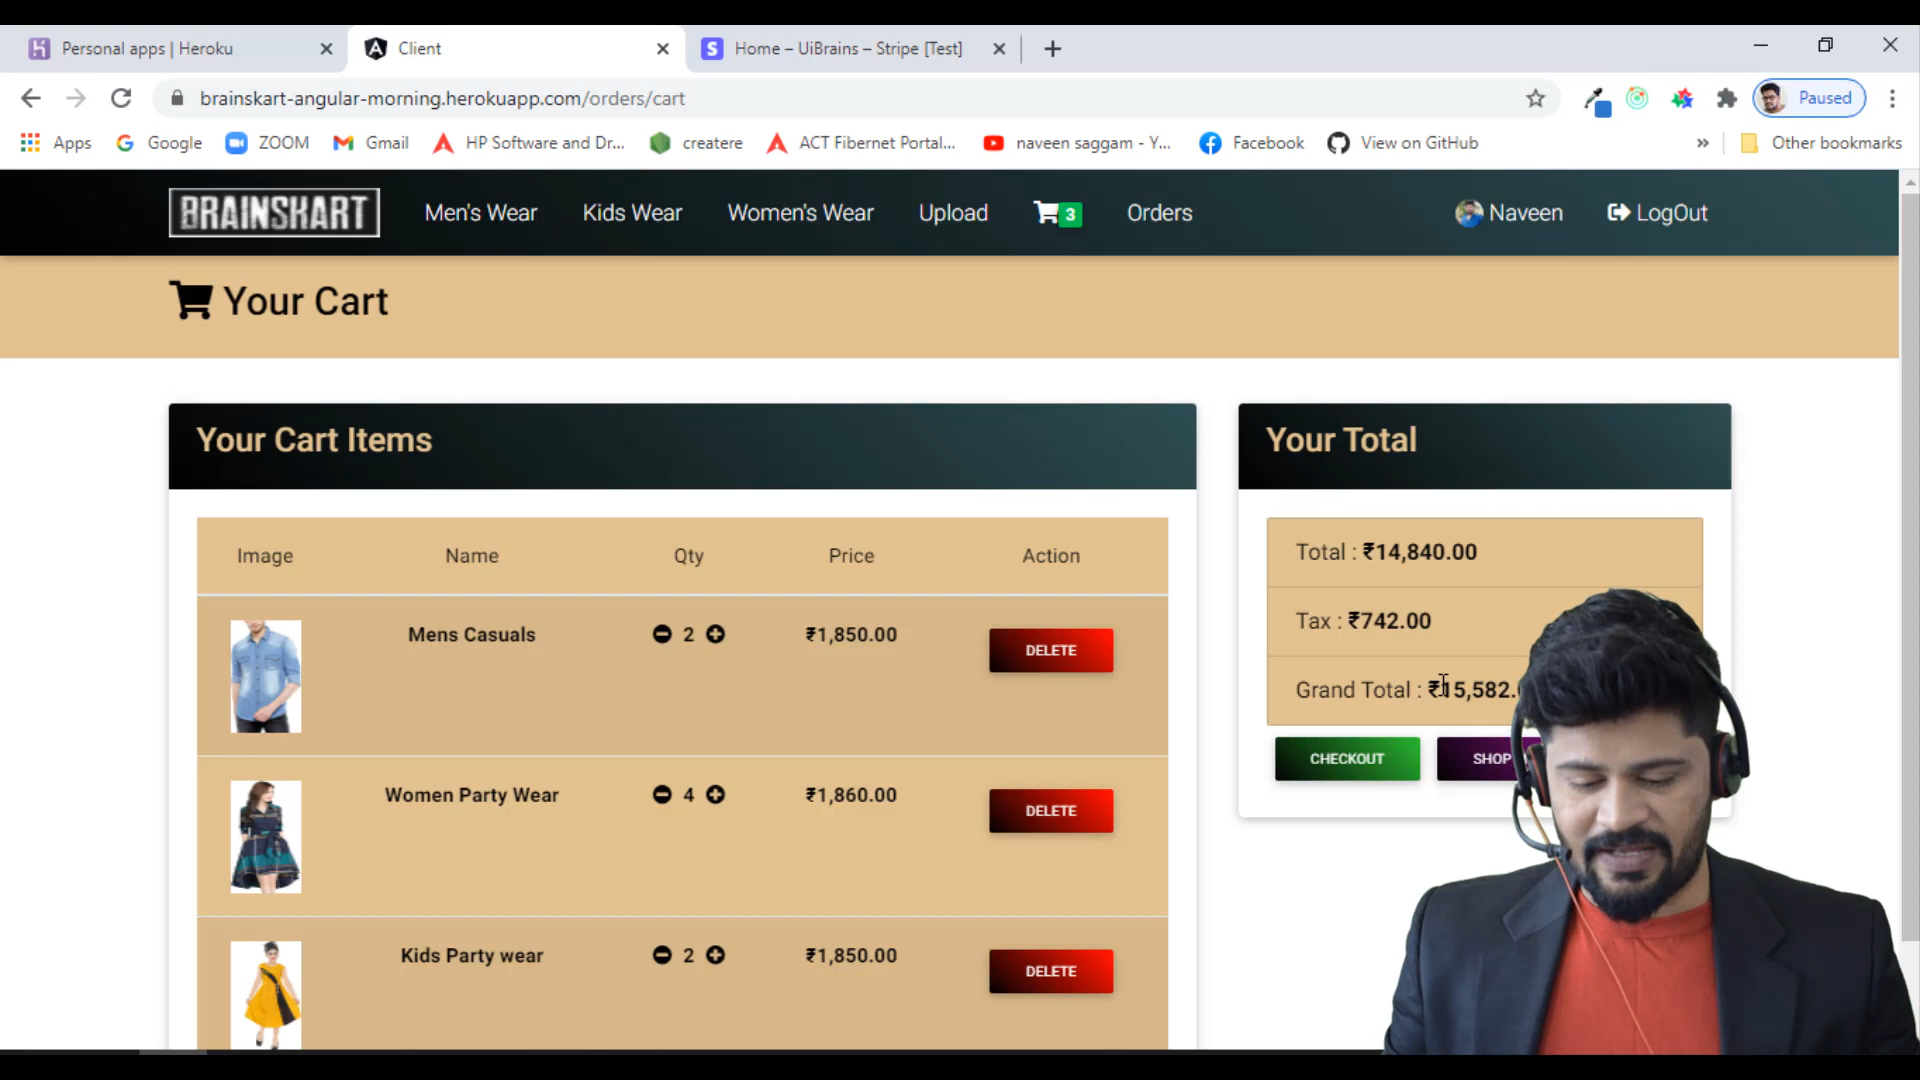 Personal apps | Heroku
Client
Home – UiBrains – Stripe [Test]
brainskart-angular-morning.herokuapp.com/orders/cart
Paused
Apps
Google
ZOOM
Gmail
HP Software and Dr...
createre
ACT Fibernet Portal...
naveen saggam - Y...
Facebook
View on GitHub
Other bookmarks
BRAINSKART
Men's Wear
Kids Wear
Women's Wear
Upload
3
Orders
Naveen
LogOut
Your Cart
Your Cart Items
Image Name Qty Price Action
Mens Casuals 2 ₹1,850.00 DELETE
Women Party Wear 4 ₹1,860.00 DELETE
Kids Party wear 2 ₹1,850.00 DELETE
Your Total
Total : ₹14,840.00
Tax : ₹742.00
Grand Total : ₹15,582.
CHECKOUT
SHOP